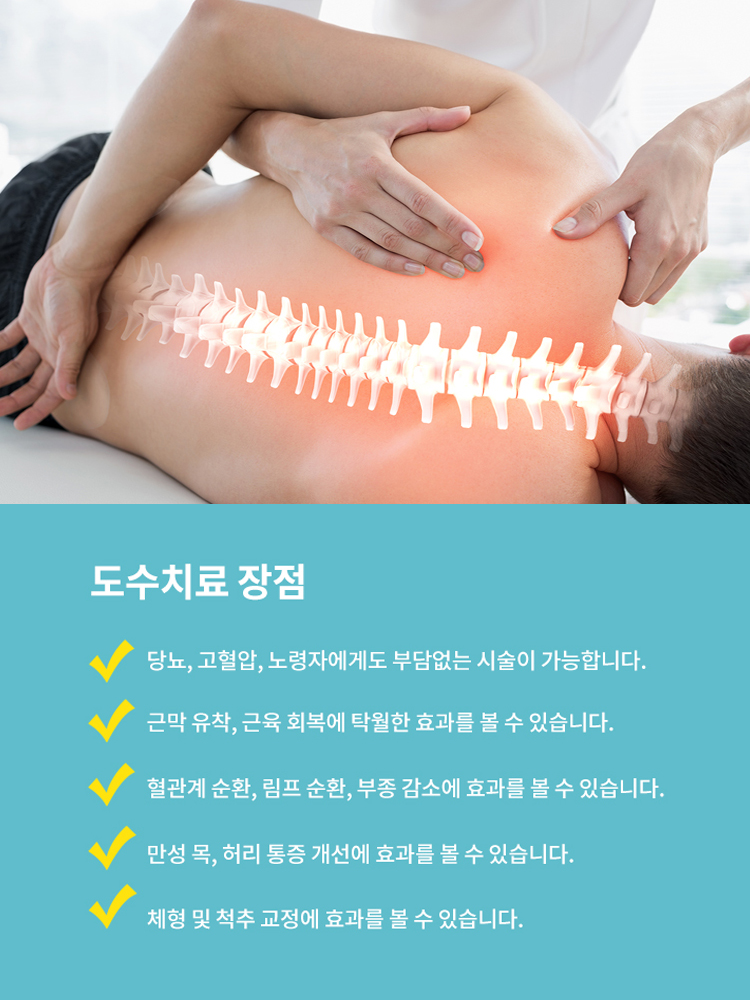 도수치료 장점
당뇨, 고혈압, 노령자에게도 부담없는 시술이 가능합니다.
근막 유착, 근육 회복에 탁월한 효과를 볼 수 있습니다.
혈관계 순환, 림프 순환, 부종 감소에 효과를 볼 수 있습니다.
만성 목, 허리 통증 개선에 효과를 볼 수 있습니다.
체형 및 척추 교정에 효과를 볼 수 있습니다.